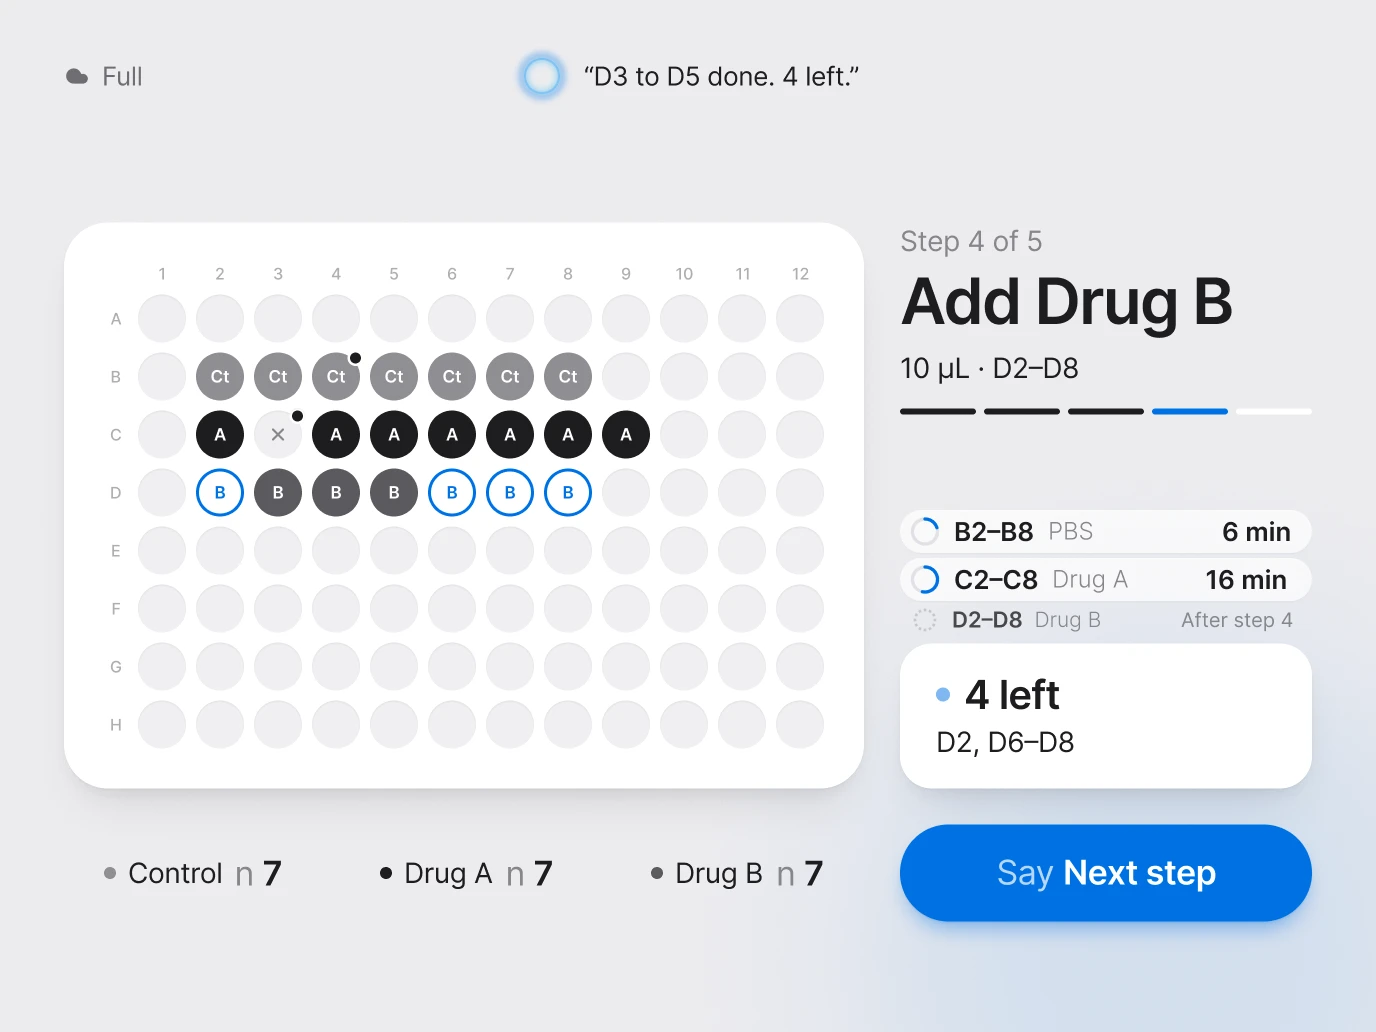 Full
“D3 to D5 done. 4 left.”
1 2 3 4 5 6 7 8 9 10 11 12
A
B Ct Ct Ct Ct Ct Ct Ct
C A × A A A A A A A
D B B B B B B B
E
F
G
H
Control n 7
Drug A n 7
Drug B n 7
Step 4 of 5
Add Drug B
10 µL · D2–D8
B2–B8 PBS 6 min
C2–C8 Drug A 16 min
D2–D8 Drug B After step 4
4 left
D2, D6–D8
Say Next step